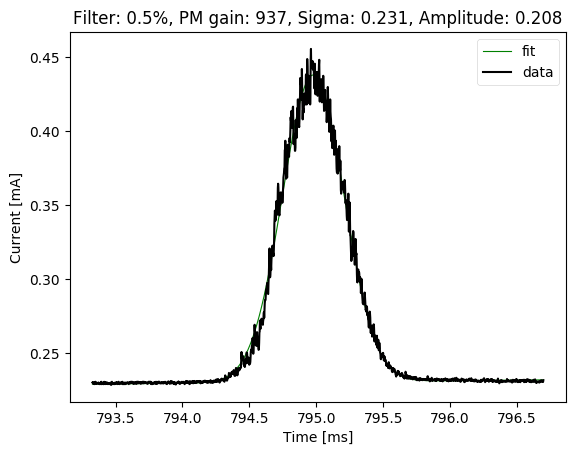 Filter: 0.5%, PM gain: 937, Sigma: 0.231, Amplitude: 0.208
fit
data
Current [mA]
0.45
0.40
0.35
0.30
0.25
793.5 794.0 794.5 795.0 795.5 796.0 796.5
Time [ms]